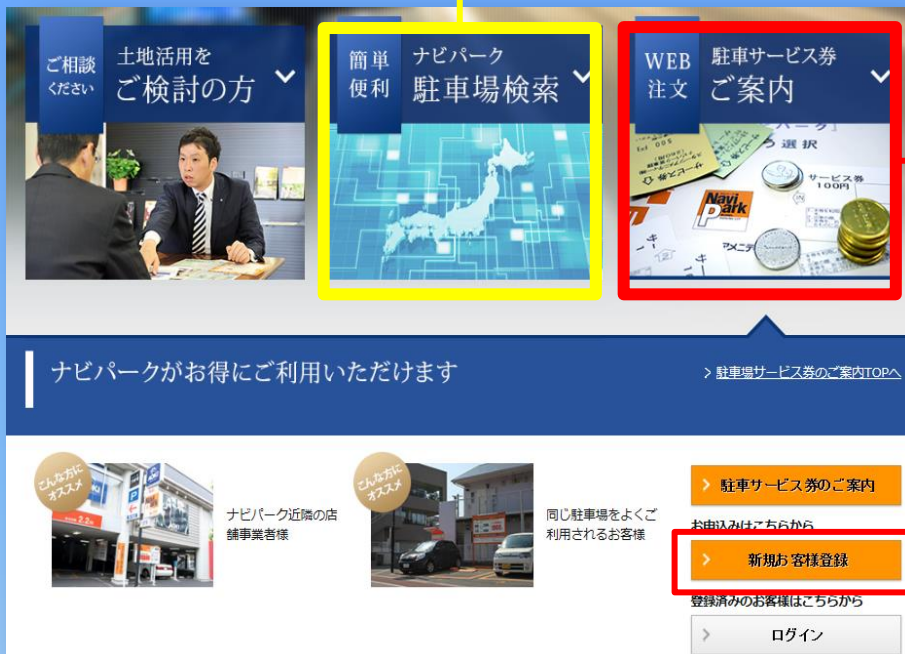 ご相談
ください
土地活用を
ご検討の方
簡単
便利
ナビパーク
駐車場検索
WEB
注文
駐車サービス券
ご案内
選択
サービス券
100円
Navi
Park
ナビパークがお得にご利用いただけます
> 駐車場サービス券のご案内TOPへ
こんな方に
オススメ
ナビパーク近隣の店
舗事業者様
こんな方に
オススメ
同じ駐車場をよくご
利用されるお客様
> 駐車サービス券のご案内
お申込みはこちらから
> 新規お客様登録
登録済みのお客様はこちらから
> ログイン